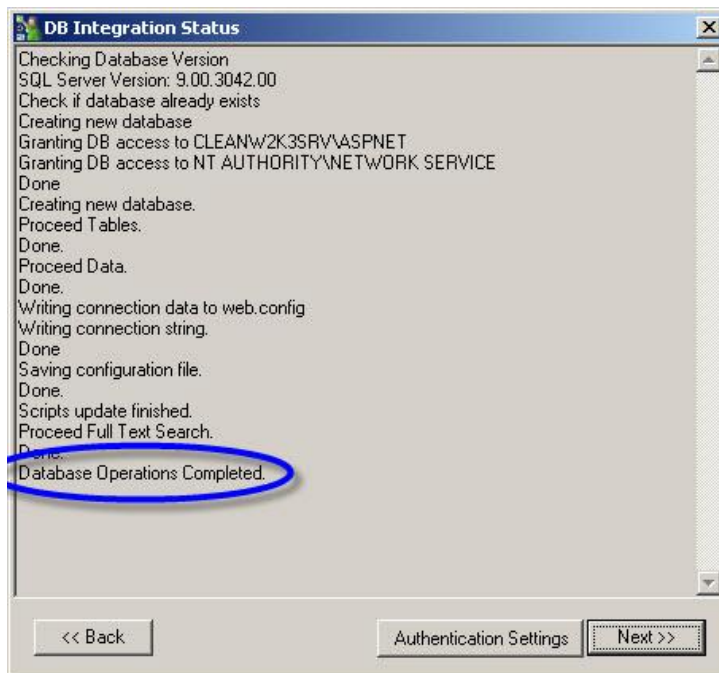 DB Integration Status
Checking Database Version
SQL Server Version: 9.00.3042.00
Check if database already exists
Creating new database
Granting DB access to CLEANW2K3SRV\ASPNET
Granting DB access to NT AUTHORITY\NETWORK SERVICE
Done
Creating new database.
Proceed Tables.
Done.
Proceed Data.
Done.
Writing connection data to web.config
Writing connection string.
Done
Saving configuration file.
Done.
Scripts update finished.
Proceed Full Text Search.
Done.
Database Operations Completed.
<< Back Authentication Settings Next >>